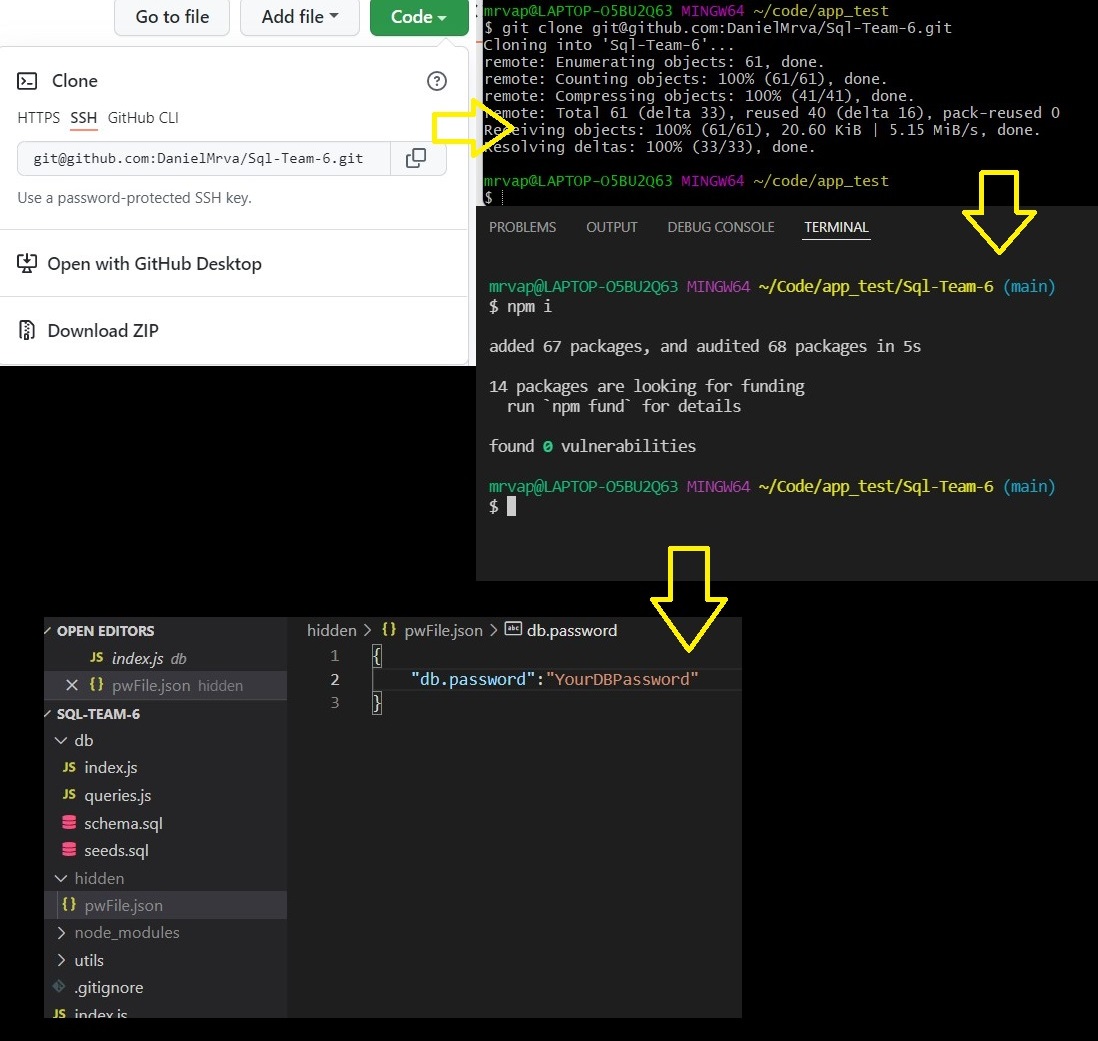 Go to file
Add file
Code
Clone
HTTPS SSH GitHub CLI
git@github.com:DanielMrva/Sql-Team-6.git
Use a password-protected SSH key.
Open with GitHub Desktop
Download ZIP
mrvap@LAPTOP-O5BU2Q63 MINGW64 ~/code/app_test
$ git clone git@github.com:DanielMrva/Sql-Team-6.git
Cloning into 'Sql-Team-6'...
remote: Enumerating objects: 61, done.
remote: Counting objects: 100% (61/61), done.
remote: Compressing objects: 100% (41/41), done.
remote: Total 61 (delta 33), reused 40 (delta 16), pack-reused 0
Receiving objects: 100% (61/61), 20.60 KiB | 5.15 MiB/s, done.
Resolving deltas: 100% (33/33), done.
mrvap@LAPTOP-O5BU2Q63 MINGW64 ~/code/app_test
$
PROBLEMS OUTPUT DEBUG CONSOLE TERMINAL
mrvap@LAPTOP-O5BU2Q63 MINGW64 ~/Code/app_test/Sql-Team-6 (main)
$ npm i
added 67 packages, and audited 68 packages in 5s
14 packages are looking for funding
run `npm fund` for details
found 0 vulnerabilities
mrvap@LAPTOP-O5BU2Q63 MINGW64 ~/Code/app_test/Sql-Team-6 (main)
$
OPEN EDITORS
JS index.js db
{} pwFile.json hidden
SQL-TEAM-6
db
JS index.js
JS queries.js
schema.sql
seeds.sql
hidden
{} pwFile.json
node_modules
utils
.gitignore
JS index.js
hidden > {} pwFile.json > abc db.password
1 {
2 "db.password":"YourDBPassword"
3 }